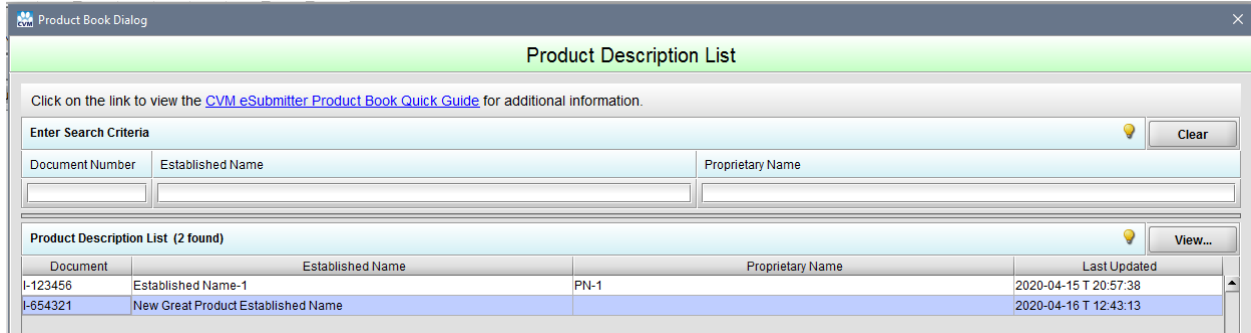 CVM Product Book Dialog
Product Description List
Click on the link to view the CVM eSubmitter Product Book Quick Guide for additional information.
Enter Search Criteria Clear
Document Number Established Name Proprietary Name
Product Description List (2 found) View...
Document Established Name Proprietary Name Last Updated
I-123456 Established Name-1 PN-1 2020-04-15 T 20:57:38
I-654321 New Great Product Established Name 2020-04-16 T 12:43:13